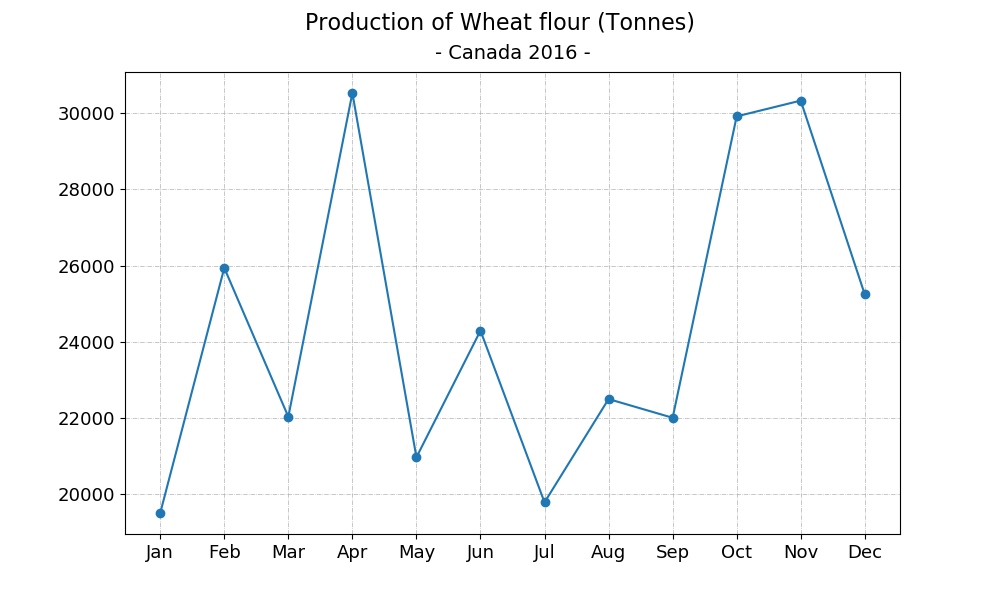 Production of Wheat flour (Tonnes)
- Canada 2016 -
30000
28000
26000
24000
22000
20000
Jan Feb Mar Apr May Jun Jul Aug Sep Oct Nov Dec